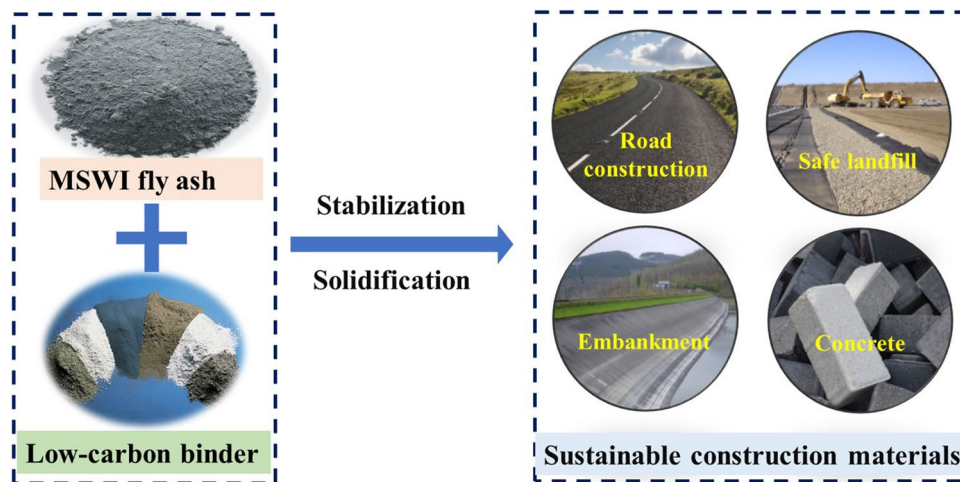 MSWI fly ash
Low-carbon binder
Stabilization
Solidification
Road
construction
Safe landfill
Embankment
Concrete
Sustainable construction materials